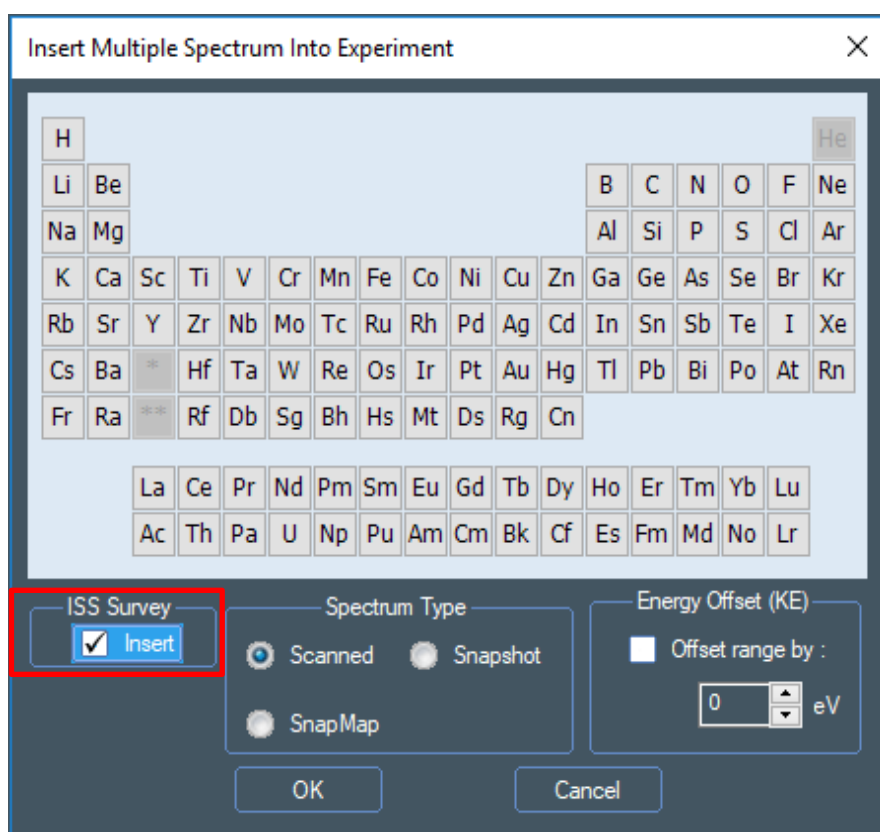 Insert Multiple Spectrum Into Experiment
H He
Li Be B C N O F Ne
Na Mg Al Si P S Cl Ar
K Ca Sc Ti V Cr Mn Fe Co Ni Cu Zn Ga Ge As Se Br Kr
Rb Sr Y Zr Nb Mo Tc Ru Rh Pd Ag Cd In Sn Sb Te I Xe
Cs Ba * Hf Ta W Re Os Ir Pt Au Hg Tl Pb Bi Po At Rn
Fr Ra ** Rf Db Sg Bh Hs Mt Ds Rg Cn
La Ce Pr Nd Pm Sm Eu Gd Tb Dy Ho Er Tm Yb Lu
Ac Th Pa U Np Pu Am Cm Bk Cf Es Fm Md No Lr
ISS Survey
Insert
Spectrum Type
Scanned Snapshot
SnapMap
Energy Offset (KE)
Offset range by :
0 eV
OK Cancel